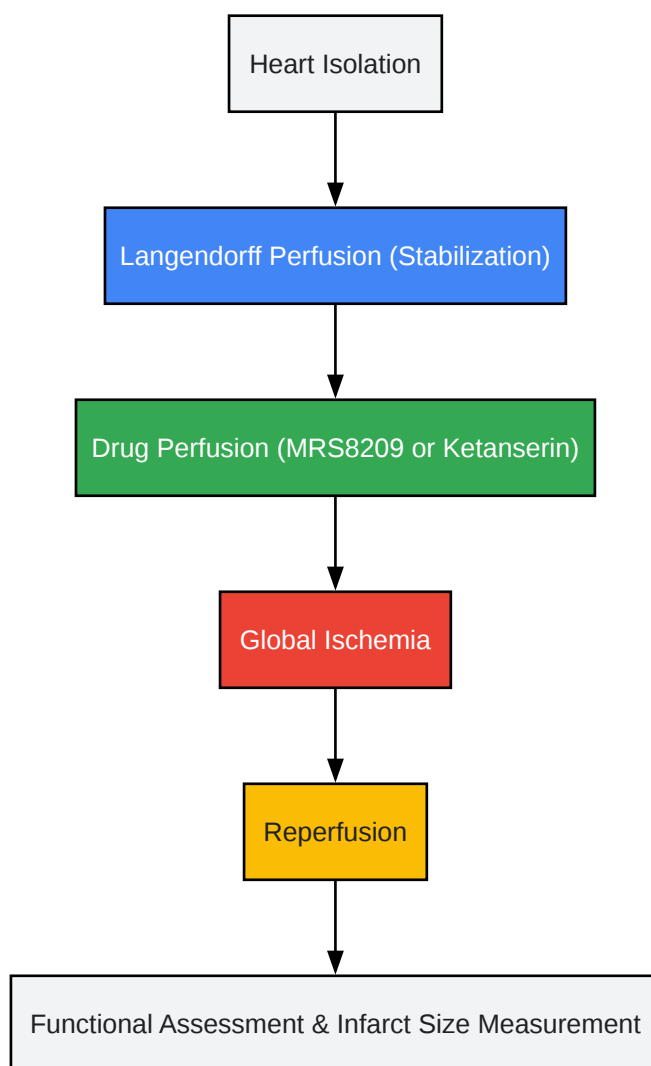 Heart Isolation
Langendorff Perfusion (Stabilization)
Drug Perfusion (MRS8209 or Ketanserin)
Global Ischemia
Reperfusion
Functional Assessment & Infarct Size Measurement